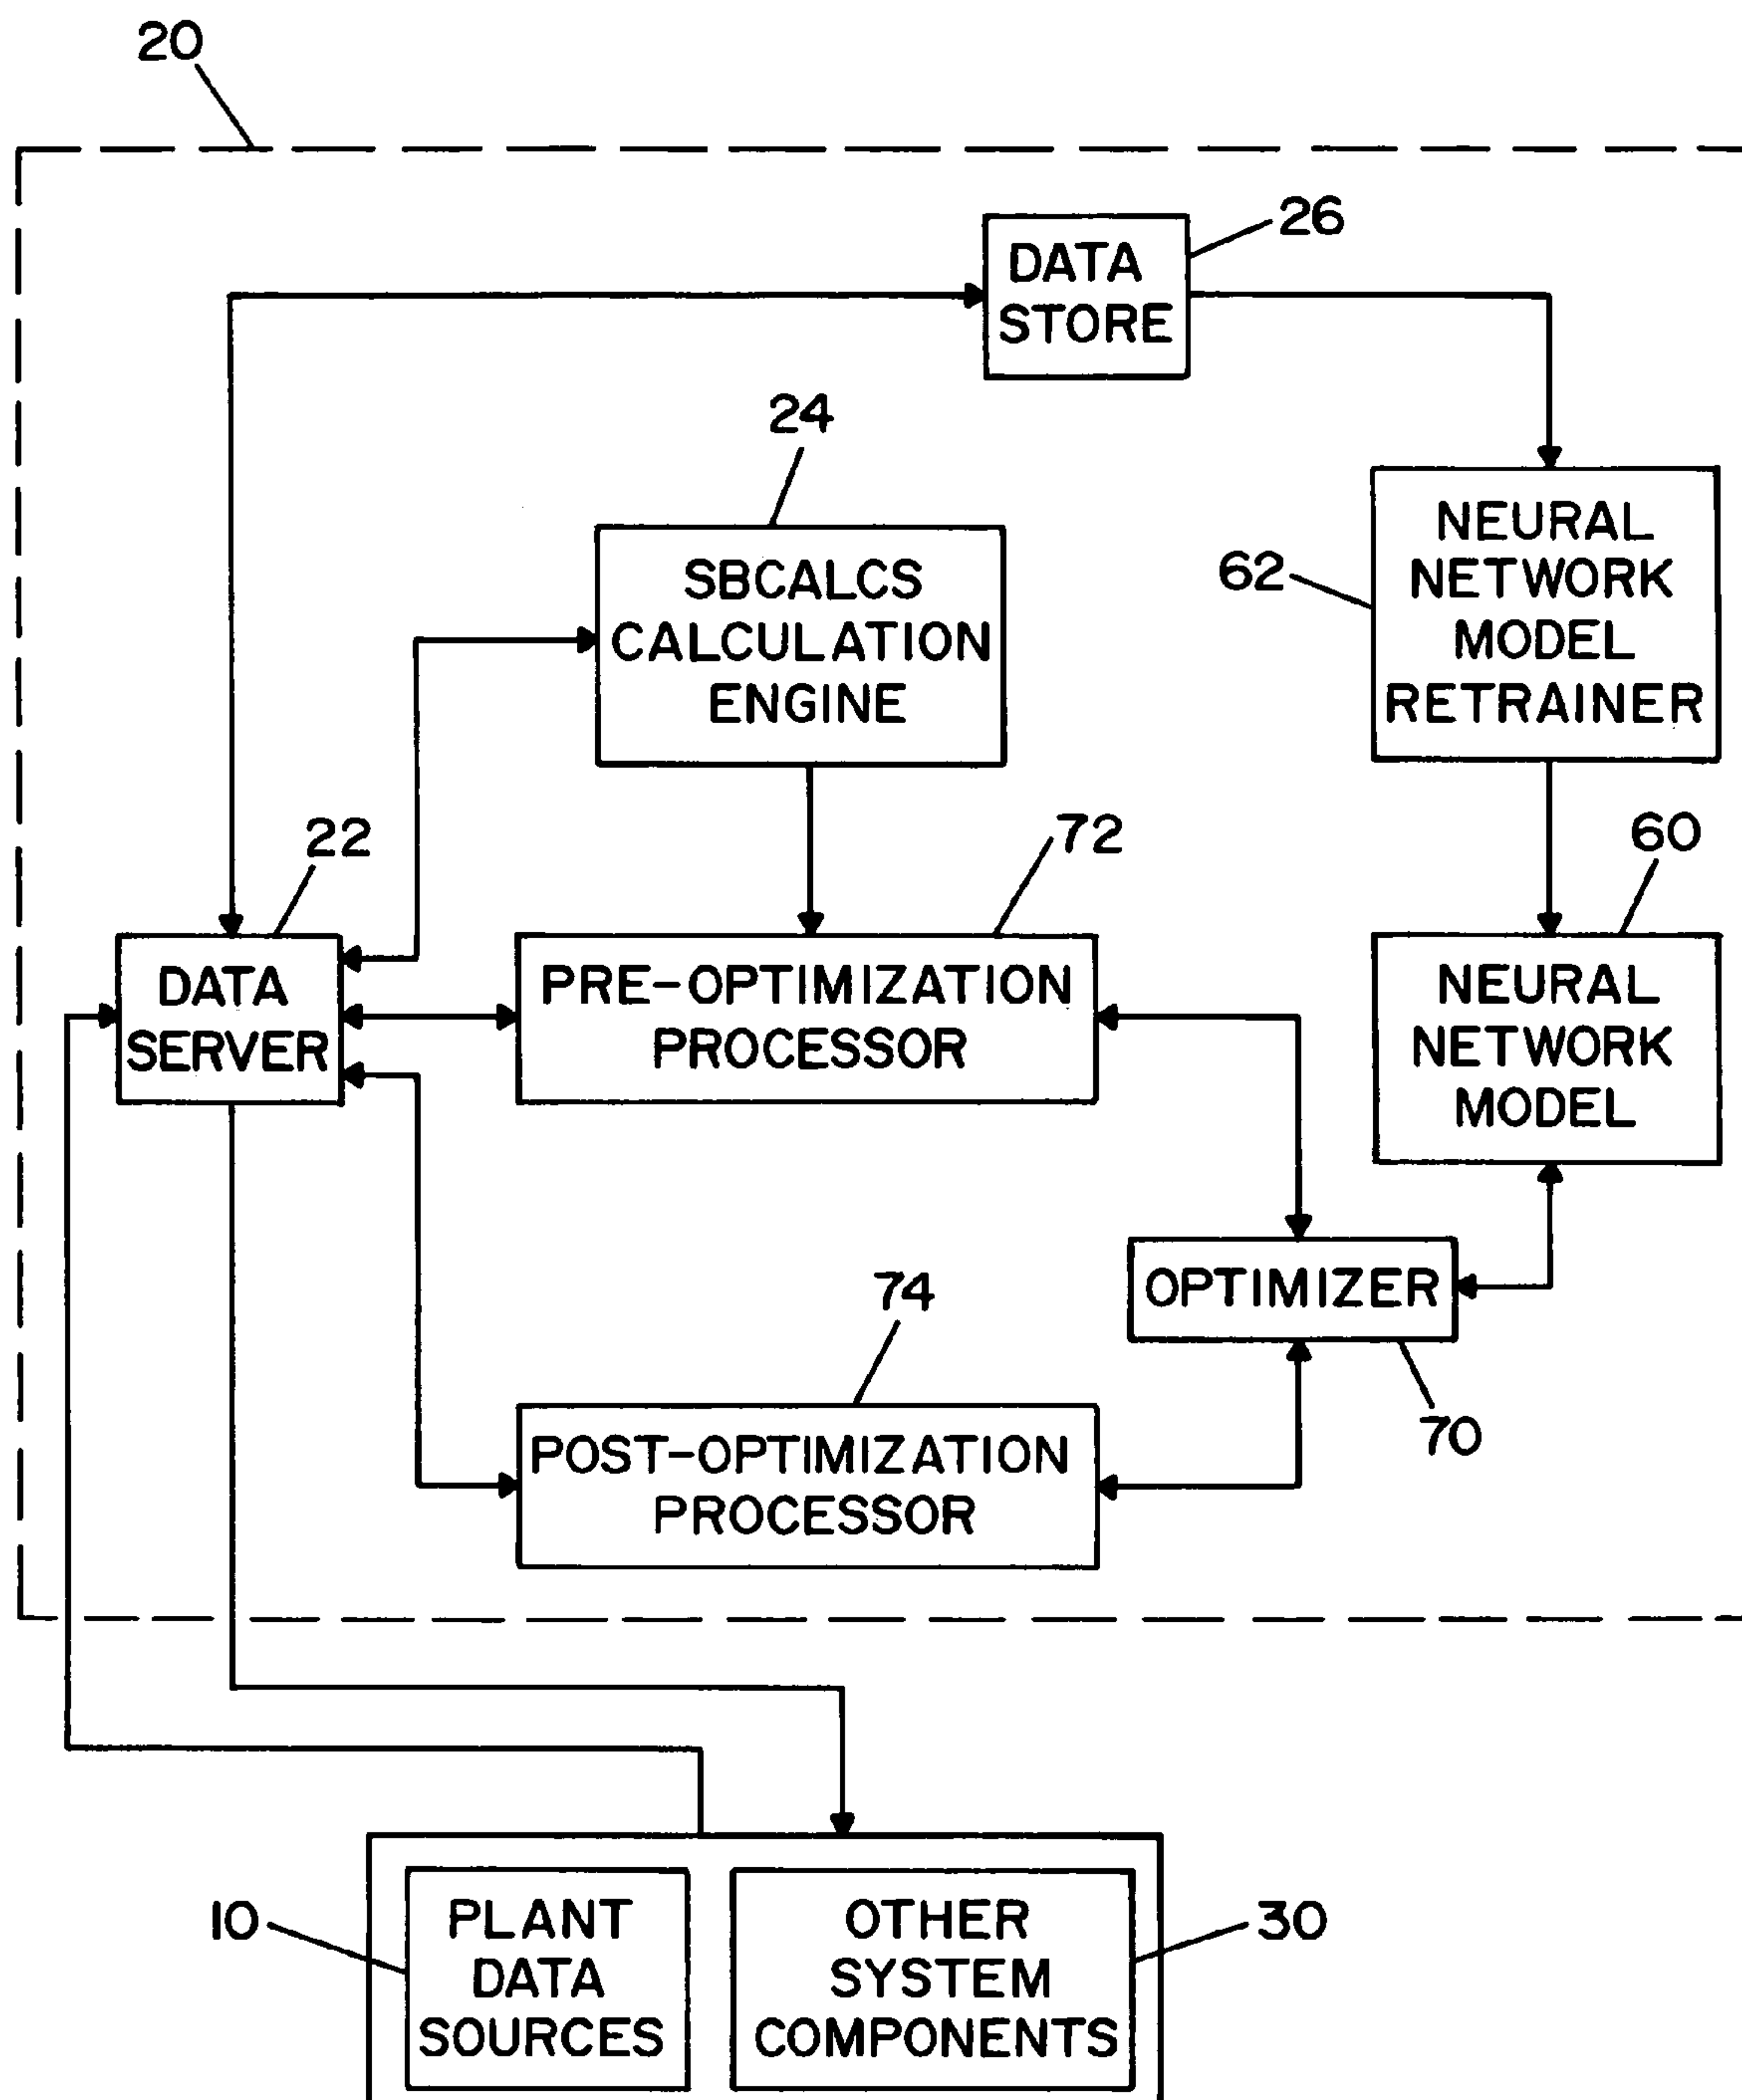 20
26
DATA
STORE
24
SBCALCS
CALCULATION
ENGINE
62
NEURAL
NETWORK
MODEL
RETRAINER
22
72
60
DATA
SERVER
PRE-OPTIMIZATION
PROCESSOR
NEURAL
NETWORK
MODEL
OPTIMIZER
70
74
POST-OPTIMIZATION
PROCESSOR
10
PLANT
DATA
SOURCES
OTHER
SYSTEM
COMPONENTS
30